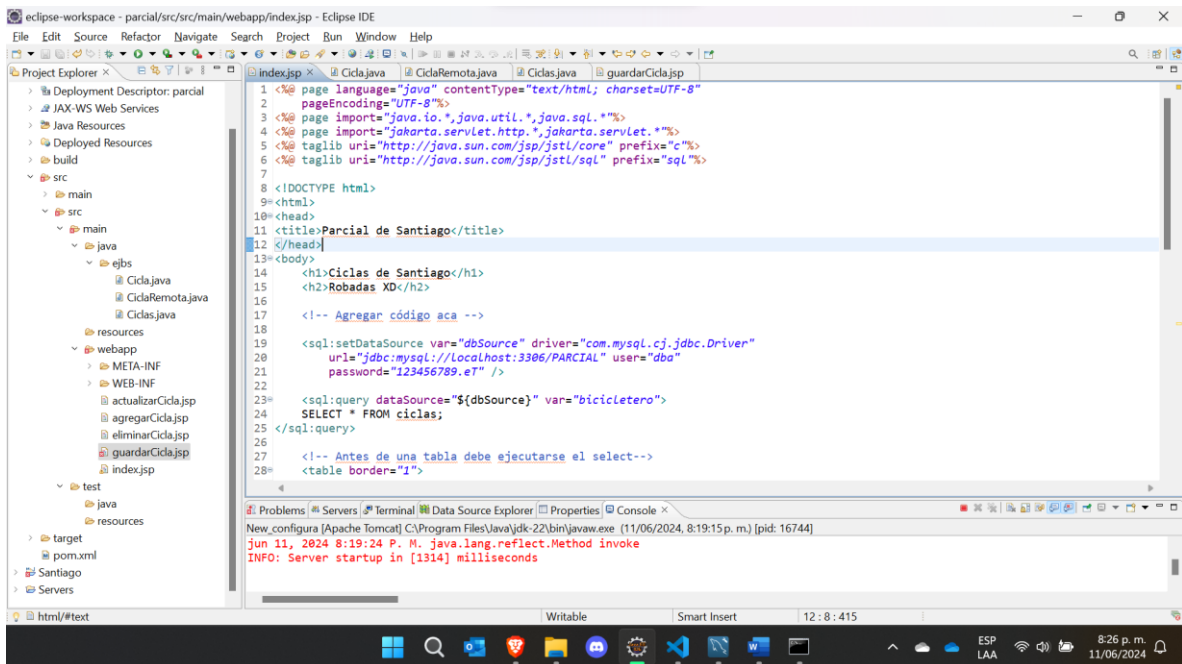 eclipse-workspace - parcial/src/src/main/webapp/index.jsp - Eclipse IDE
File Edit Source Refactor Navigate Search Project Run Window Help
Project Explorer
index.jsp Cicla.java CiclaRemota.java Ciclas.java guardarCicla.jsp
Deployment Descriptor: parcial
JAX-WS Web Services
Java Resources
Deployed Resources
build
src
main
src
main
java
ejbs
Cicla.java
CiclaRemota.java
Ciclas.java
resources
webapp
META-INF
WEB-INF
actualizarCicla.jsp
agregarCicla.jsp
eliminarCicla.jsp
guardarCicla.jsp
index.jsp
test
java
resources
target
pom.xml
Santiago
Servers
1 <%@ page language="java" contentType="text/html; charset=UTF-8"
2 pageEncoding="UTF-8"%>
3 <%@ page import="java.io.*,java.util.*,java.sql.*"%>
4 <%@ page import="jakarta.servlet.http.*,jakarta.servlet.*"%>
5 <%@ taglib uri="http://java.sun.com/jsp/jstl/core" prefix="c"%>
6 <%@ taglib uri="http://java.sun.com/jsp/jstl/sql" prefix="sql"%>
7
8 <!DOCTYPE html>
9 <html>
10 <head>
11 <title>Parcial de Santiago</title>
12 </head>
13 <body>
14 <h1>Ciclas de Santiago</h1>
15 <h2>Robadas XD</h2>
16
17 <!-- Agregar código aca -->
18
19 <sql:setDataSource var="dbSource" driver="com.mysql.cj.jdbc.Driver"
20 url="jdbc:mysql://localhost:3306/PARCIAL" user="dba"
21 password="123456789.eT" />
22
23 <sql:query dataSource="${dbSource}" var="bicicletero">
24 SELECT * FROM ciclas;
25 </sql:query>
26
27 <!-- Antes de una tabla debe ejecutarse el select-->
28 <table border="1">
Problems Servers Terminal Data Source Explorer Properties Console
New_configura [Apache Tomcat] C:\Program Files\Java\jdk-22\bin\javaw.exe (11/06/2024, 8:19:15 p. m.) [pid: 16744]
jun 11, 2024 8:19:24 P. M. java.lang.reflect.Method invoke
INFO: Server startup in [1314] milliseconds
html/#text Writable Smart Insert 12 : 8 : 415
ESP
LAA
8:26 p. m.
11/06/2024